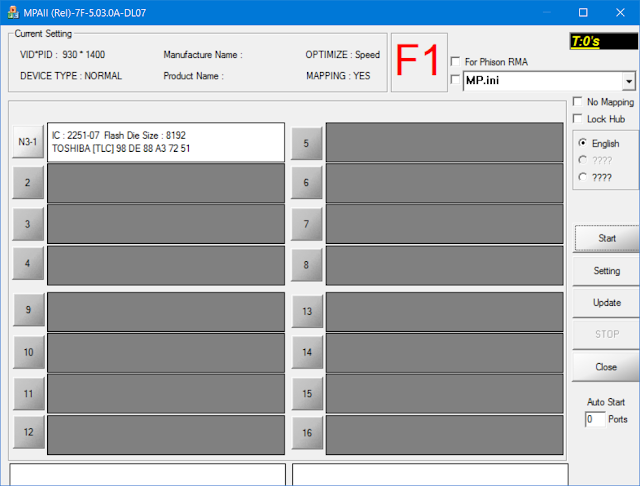 MPAII (Rel)-7F-5.03.0A-DL07
Current Setting
VID*PID : 930 * 1400 Manufacture Name : OPTIMIZE : Speed
DEVICE TYPE : NORMAL Product Name : MAPPING : YES
F1
For Phison RMA
MP.ini
T:0's
No Mapping
Lock Hub
English
????
????
N3-1
IC : 2251-07 Flash Die Size : 8192
TOSHIBA [TLC] 98 DE 88 A3 72 51
5
2
6
3
7
4
8
9
13
10
14
11
15
12
16
Start
Setting
Update
STOP
Close
Auto Start
0 Ports